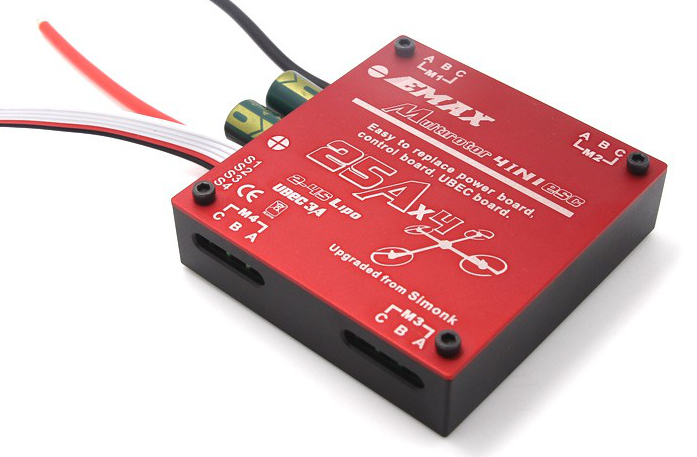 A B C
M1
EMAX
Multirotor 4IN1 esc
Easy to replace power board,
control board, UBEC board.
25A x4
2-4S Lipo
UBEC-3A
CE
S1
S2
S3
S4
A B C
M2
M4
C B A
Upgraded from Simonk
M3
C B A